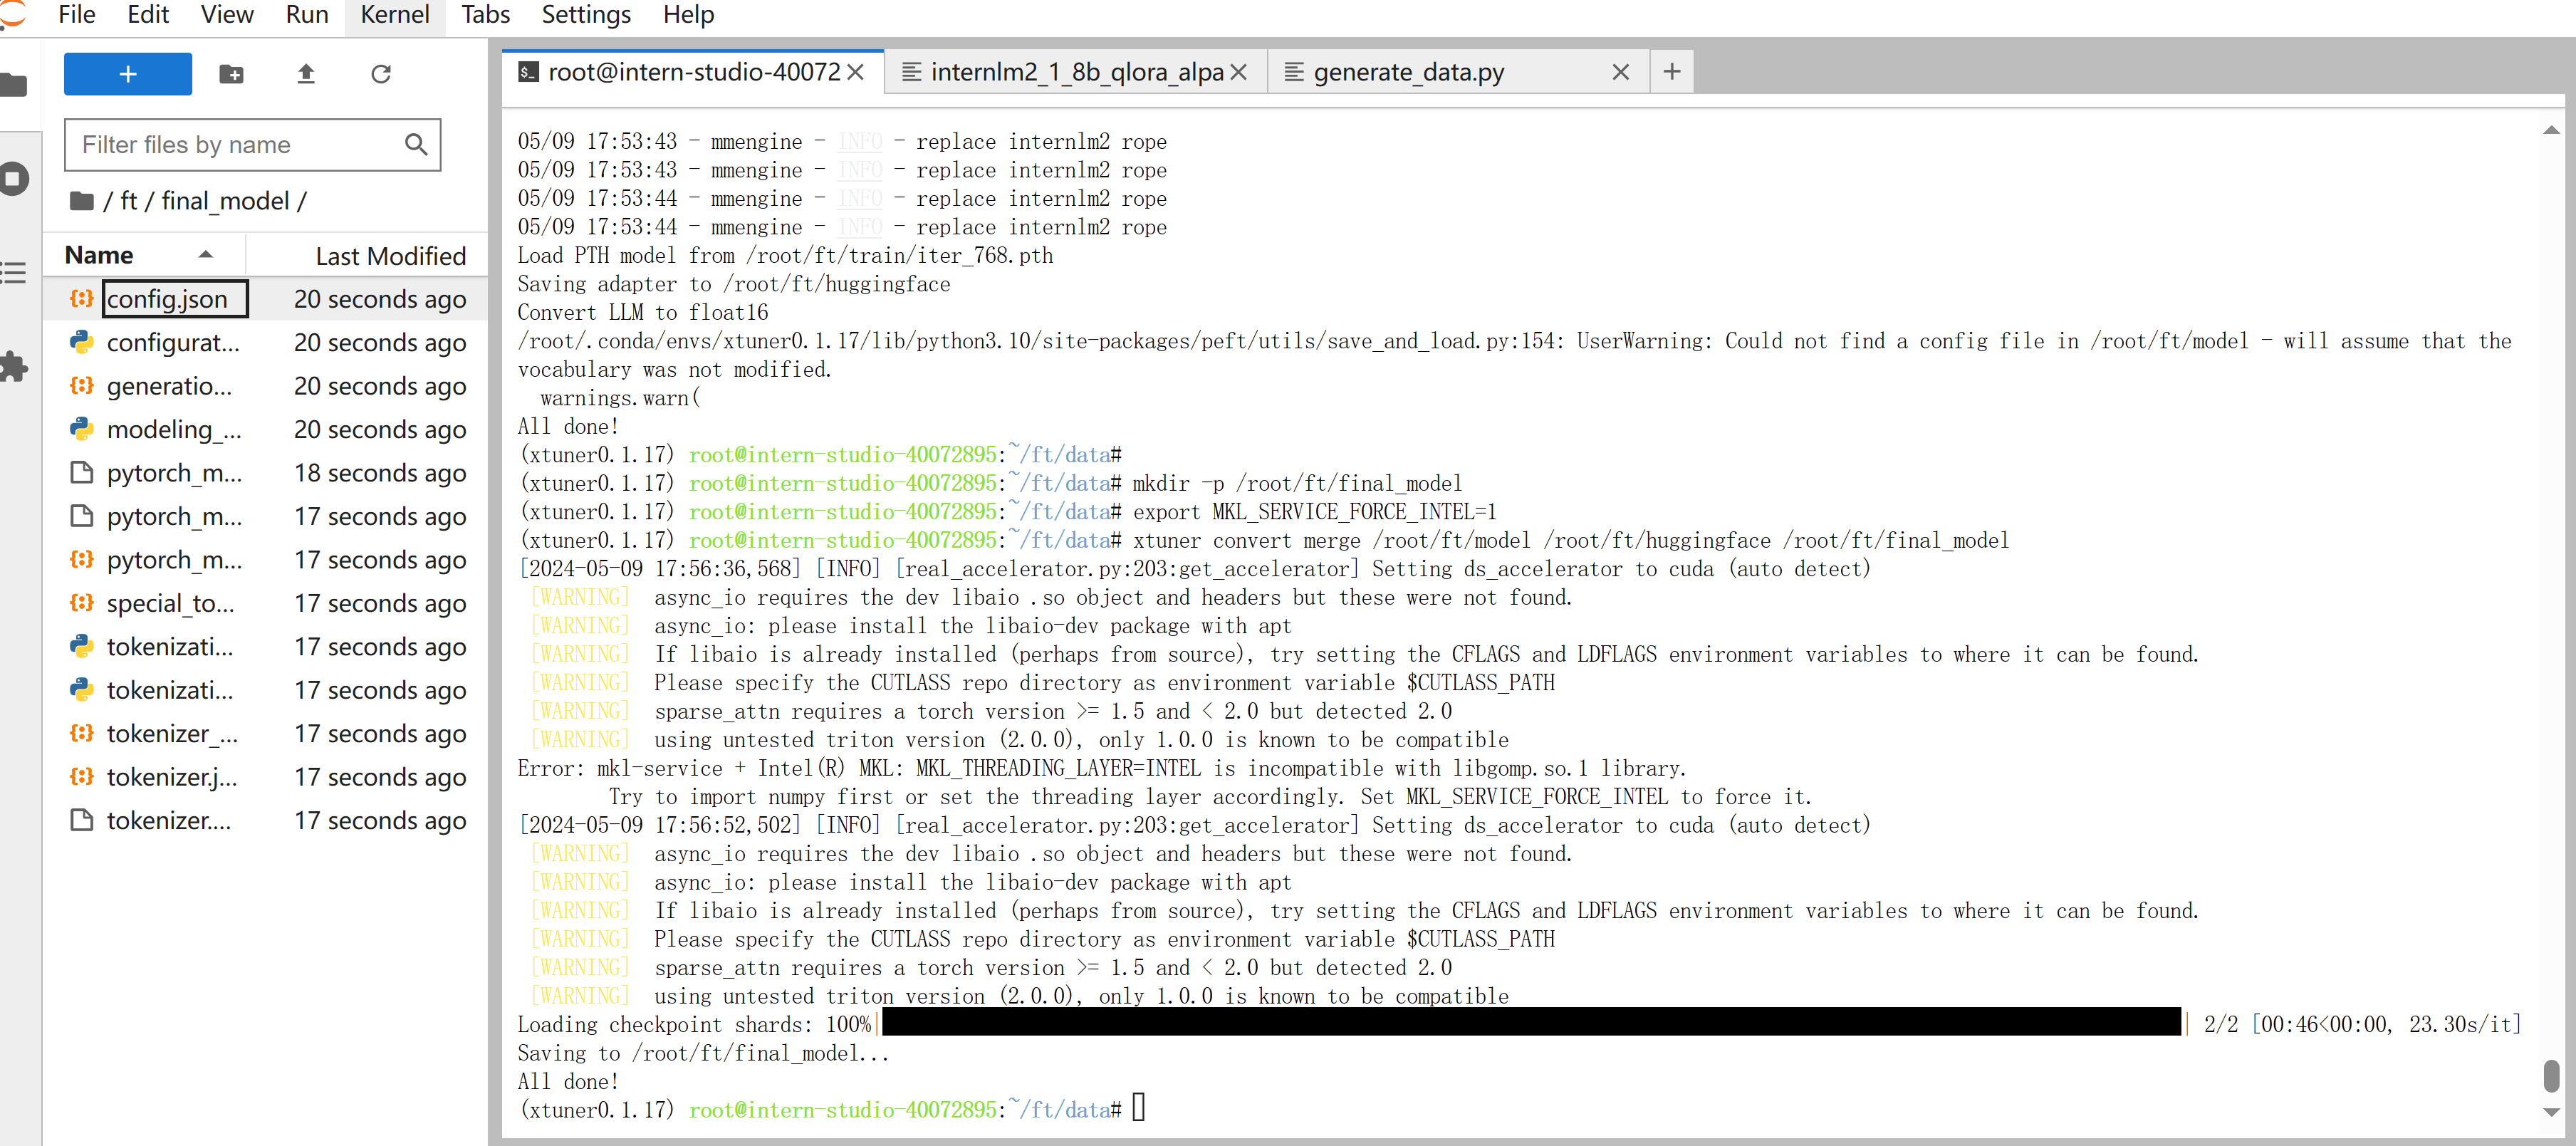 File Edit View Run Kernel Tabs Settings Help
+
Filter files by name
/ ft / final_model /
Name Last Modified
config.json 20 seconds ago
configurat... 20 seconds ago
generatio... 20 seconds ago
modeling_... 20 seconds ago
pytorch_m... 18 seconds ago
pytorch_m... 17 seconds ago
pytorch_m... 17 seconds ago
special_to... 17 seconds ago
tokenizati... 17 seconds ago
tokenizati... 17 seconds ago
tokenizer_... 17 seconds ago
tokenizer.j... 17 seconds ago
tokenizer.... 17 seconds ago
root@intern-studio-40072 internlm2_1_8b_qlora_alpa generate_data.py +
05/09 17:53:43 - mmengine - INFO - replace internlm2 rope
05/09 17:53:43 - mmengine - INFO - replace internlm2 rope
05/09 17:53:44 - mmengine - INFO - replace internlm2 rope
05/09 17:53:44 - mmengine - INFO - replace internlm2 rope
Load PTH model from /root/ft/train/iter_768.pth
Saving adapter to /root/ft/huggingface
Convert LLM to float16
/root/.conda/envs/xtuner0.1.17/lib/python3.10/site-packages/peft/utils/save_and_load.py:154: UserWarning: Could not find a config file in /root/ft/model - will assume that the
vocabulary was not modified.
warnings.warn(
All done!
(xtuner0.1.17) root@intern-studio-40072895:~/ft/data#
(xtuner0.1.17) root@intern-studio-40072895:~/ft/data# mkdir -p /root/ft/final_model
(xtuner0.1.17) root@intern-studio-40072895:~/ft/data# export MKL_SERVICE_FORCE_INTEL=1
(xtuner0.1.17) root@intern-studio-40072895:~/ft/data# xtuner convert merge /root/ft/model /root/ft/huggingface /root/ft/final_model
[2024-05-09 17:56:36,568] [INFO] [real_accelerator.py:203:get_accelerator] Setting ds_accelerator to cuda (auto detect)
[WARNING] async_io requires the dev libaio .so object and headers but these were not found.
[WARNING] async_io: please install the libaio-dev package with apt
[WARNING] If libaio is already installed (perhaps from source), try setting the CFLAGS and LDFLAGS environment variables to where it can be found.
[WARNING] Please specify the CUTLASS repo directory as environment variable $CUTLASS_PATH
[WARNING] sparse_attn requires a torch version >= 1.5 and < 2.0 but detected 2.0
[WARNING] using untested triton version (2.0.0), only 1.0.0 is known to be compatible
Error: mkl-service + Intel(R) MKL: MKL_THREADING_LAYER=INTEL is incompatible with libgomp.so.1 library.
Try to import numpy first or set the threading layer accordingly. Set MKL_SERVICE_FORCE_INTEL to force it.
[2024-05-09 17:56:52,502] [INFO] [real_accelerator.py:203:get_accelerator] Setting ds_accelerator to cuda (auto detect)
[WARNING] async_io requires the dev libaio .so object and headers but these were not found.
[WARNING] async_io: please install the libaio-dev package with apt
[WARNING] If libaio is already installed (perhaps from source), try setting the CFLAGS and LDFLAGS environment variables to where it can be found.
[WARNING] Please specify the CUTLASS repo directory as environment variable $CUTLASS_PATH
[WARNING] sparse_attn requires a torch version >= 1.5 and < 2.0 but detected 2.0
[WARNING] using untested triton version (2.0.0), only 1.0.0 is known to be compatible
Loading checkpoint shards: 100%| | 2/2 [00:46<00:00, 23.30s/it]
Saving to /root/ft/final_model...
All done!
(xtuner0.1.17) root@intern-studio-40072895:~/ft/data#